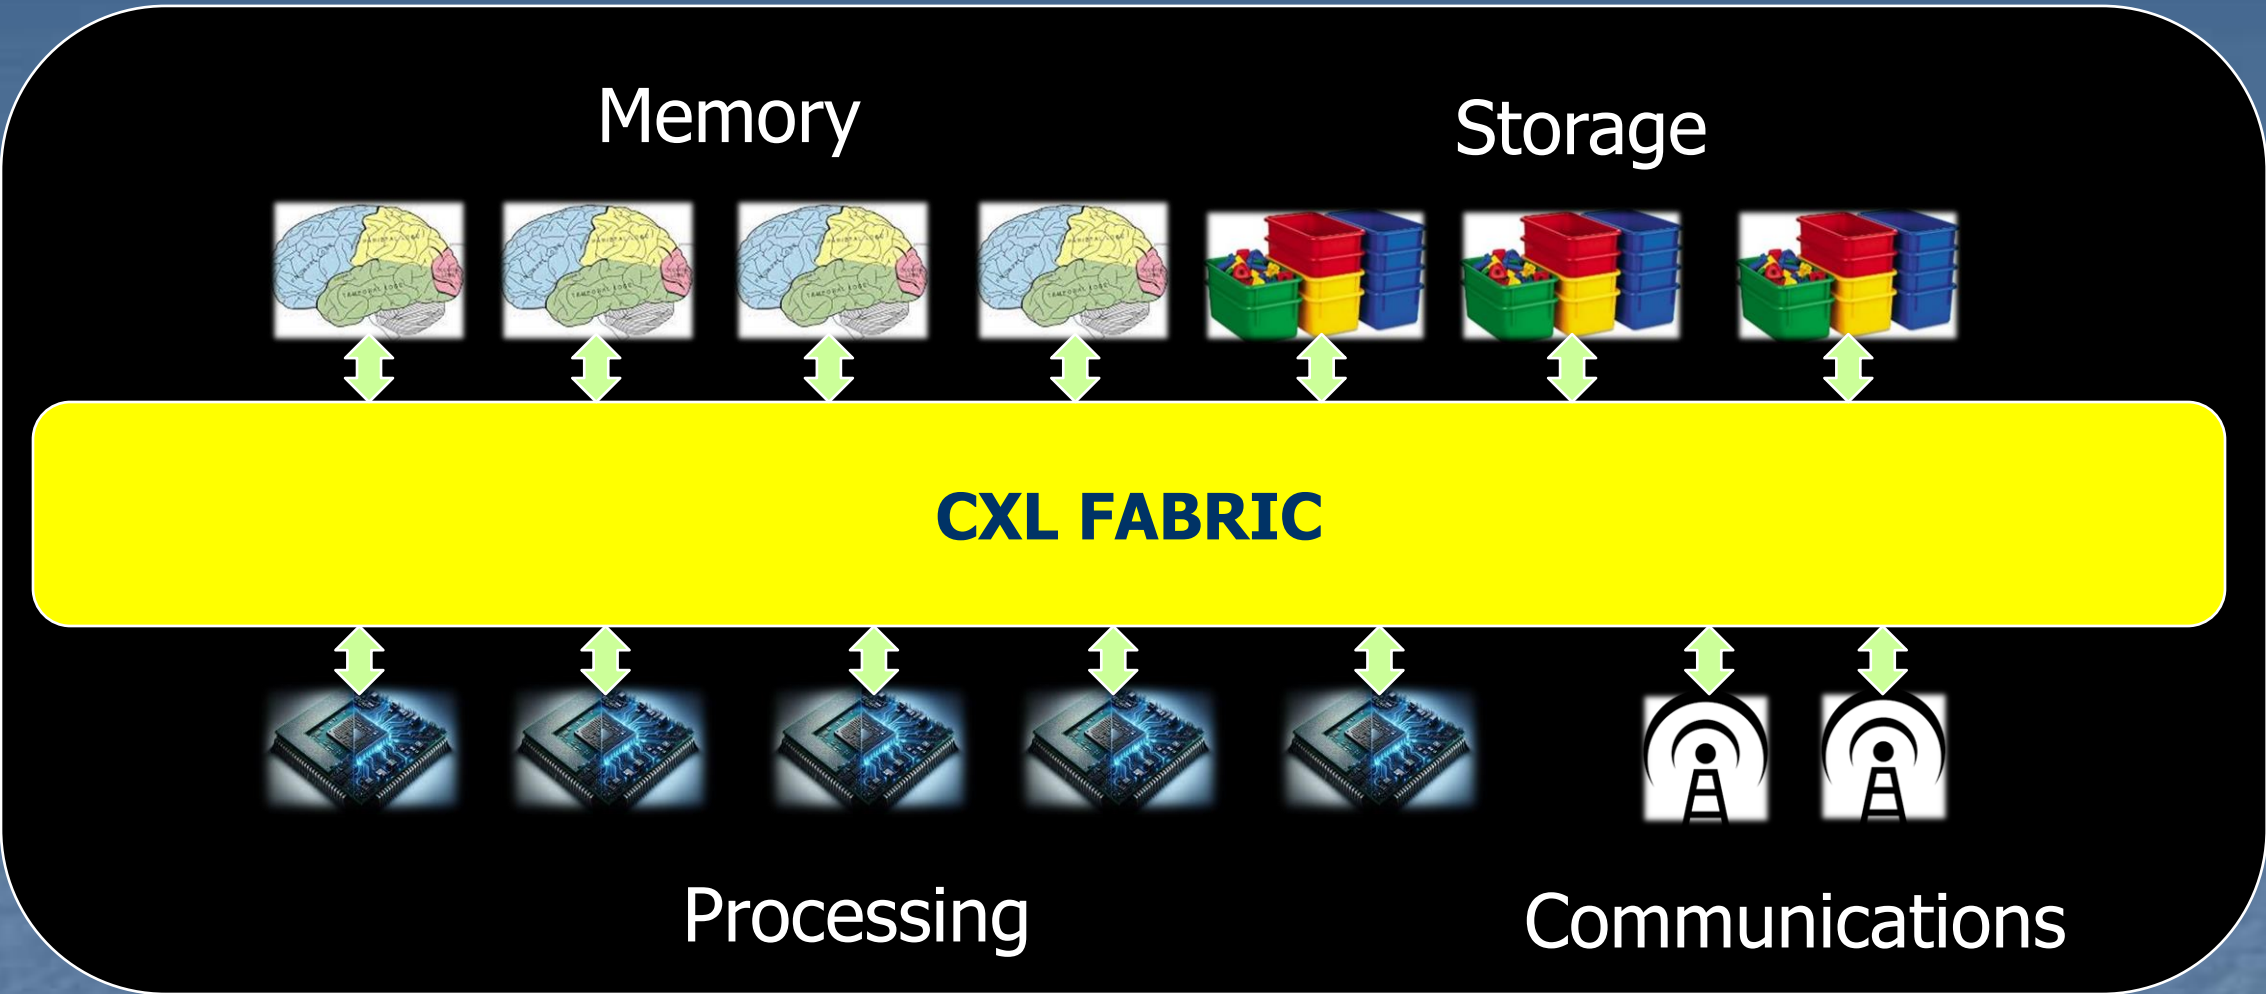 Memory
Storage
CXL FABRIC
Processing
Communications